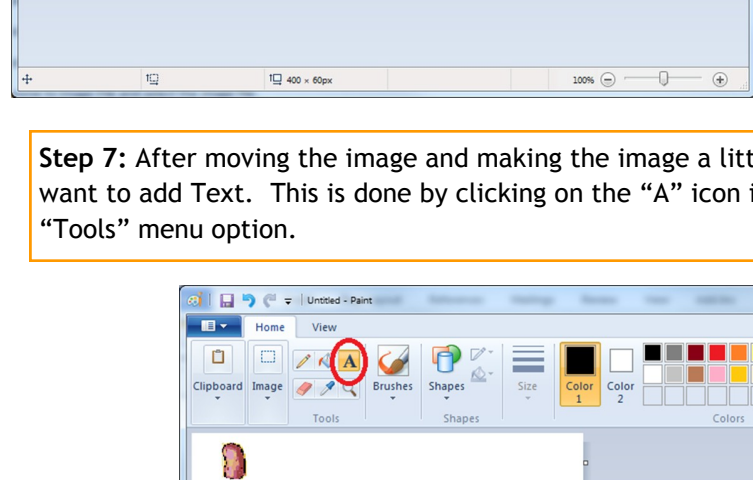 400 × 60px
100%
Step 7: After moving the image and making the image a
want to add Text. This is done by clicking on the “A” icon
“Tools” menu option.
Untitled - Paint
Home View
A
Clipboard Image Brushes Shapes Size Color 1 Color 2
Tools Shapes Colors